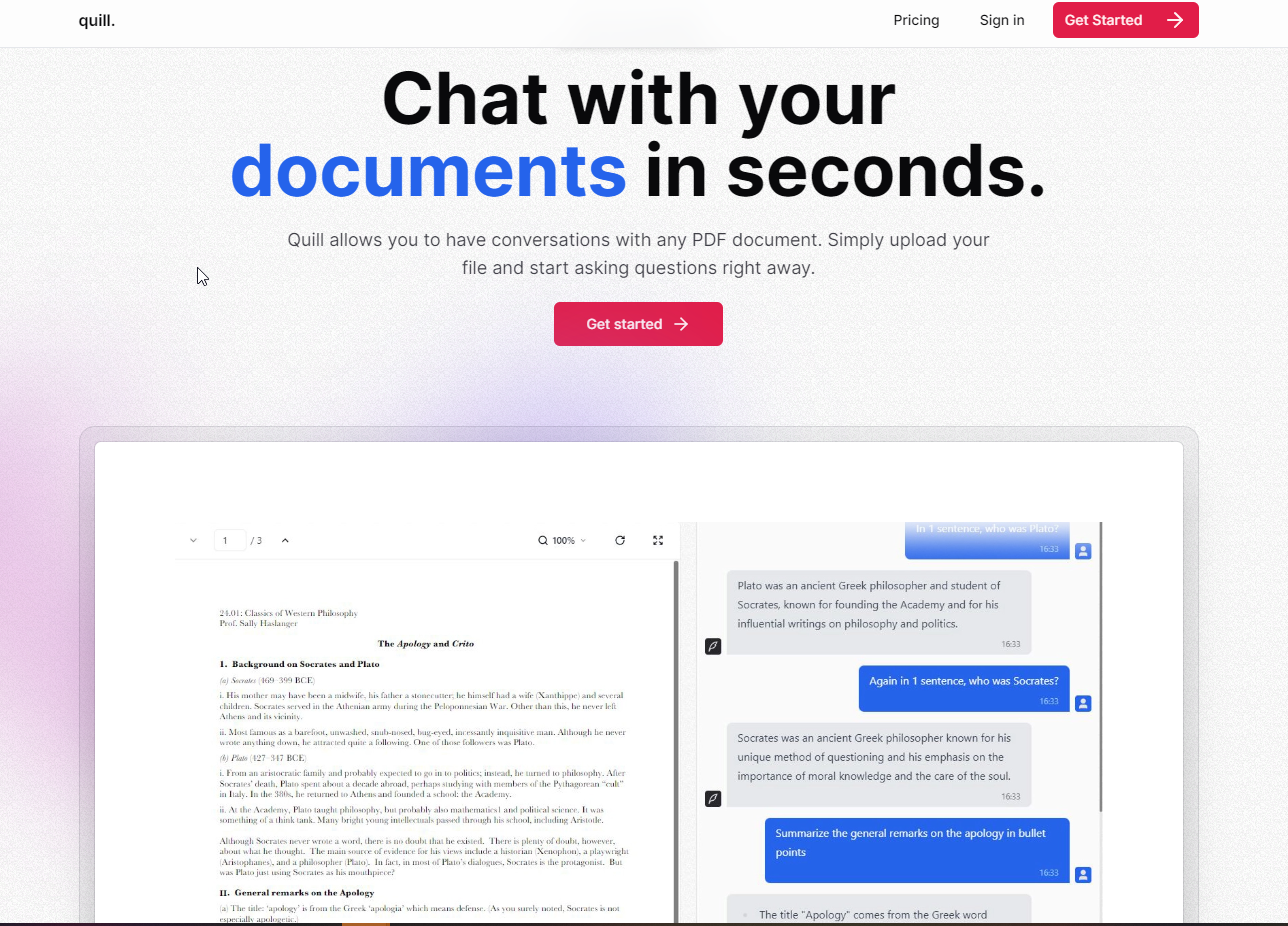 quill.
Pricing
Sign in
Get Started
Chat with your
documents in seconds.
Quill allows you to have conversations with any PDF document. Simply upload your
file and start asking questions right away.
Get started
1 / 3
100%
24.01: Classics of Western Philosophy
Prof. Sally Haslanger
The Apology and Crito
I. Background on Socrates and Plato
(a) Socrates (469–399 BCE)
i. His mother may have been a midwife, his father a stonecutter; he himself had a wife (Xanthippe) and several
children. Socrates served in the Athenian army during the Peloponnesian War. Other than this, he never left
Athens and its vicinity.
ii. Most famous as a barefoot, unwashed, snub-nosed, bug-eyed, incessantly inquisitive man. Although he never
wrote anything down, he attracted quite a following. One of those followers was Plato.
(b) Plato (427–347 BCE)
i. From an aristocratic family and probably expected to go in to politics; instead, he turned to philosophy. After
Socrates' death, Plato spent about a decade abroad, perhaps studying with members of the Pythagorean “cult”
in Italy. In the 380s, he returned to Athens and founded a school: the Academy.
ii. At the Academy, Plato taught philosophy, but probably also mathematics1 and political science. It was
something of a think tank. Many bright young intellectuals passed through his school, including Aristotle.
Although Socrates never wrote a word, there is no doubt that he existed. There is plenty of doubt, however,
about what he thought. The main source of evidence for his views include a historian (Xenophon), a playwright
(Aristophanes), and a philosopher (Plato). In fact, in most of Plato's dialogues, Socrates is the protagonist. But
was Plato just using Socrates as his mouthpiece?
II. General remarks on the Apology
(a) The title: 'apology' is from the Greek 'apologia' which means defense. (As you surely noted, Socrates is not
especially apologetic.)
In 1 sentence, who was Plato?
16:33
Plato was an ancient Greek philosopher and student of
Socrates, known for founding the Academy and for his
influential writings on philosophy and politics.
16:33
Again in 1 sentence, who was Socrates?
16:33
Socrates was an ancient Greek philosopher known for his
unique method of questioning and his emphasis on the
importance of moral knowledge and the care of the soul.
16:33
Summarize the general remarks on the apology in bullet
points
16:33
The title "Apology" comes from the Greek word